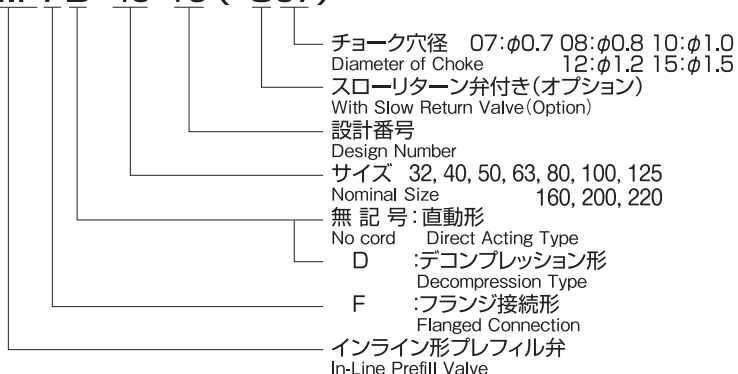 チョーク穴径 07:φ0.7 08:φ0.8 10:φ1.0
Diameter of Choke 12:φ1.2 15:φ1.5
スローリターン弁付き(オプション)
With Slow Return Valve(Option)
設計番号
Design Number
サイズ 32, 40, 50, 63, 80, 100, 125
Nominal Size 160, 200, 220
無記号:直動形
No cord Direct Acting Type
D :デコンプレッション形
Decompression Type
F :フランジ接続形
Flanged Connection
インライン形プレフィル弁
In-Line Prefill Valve